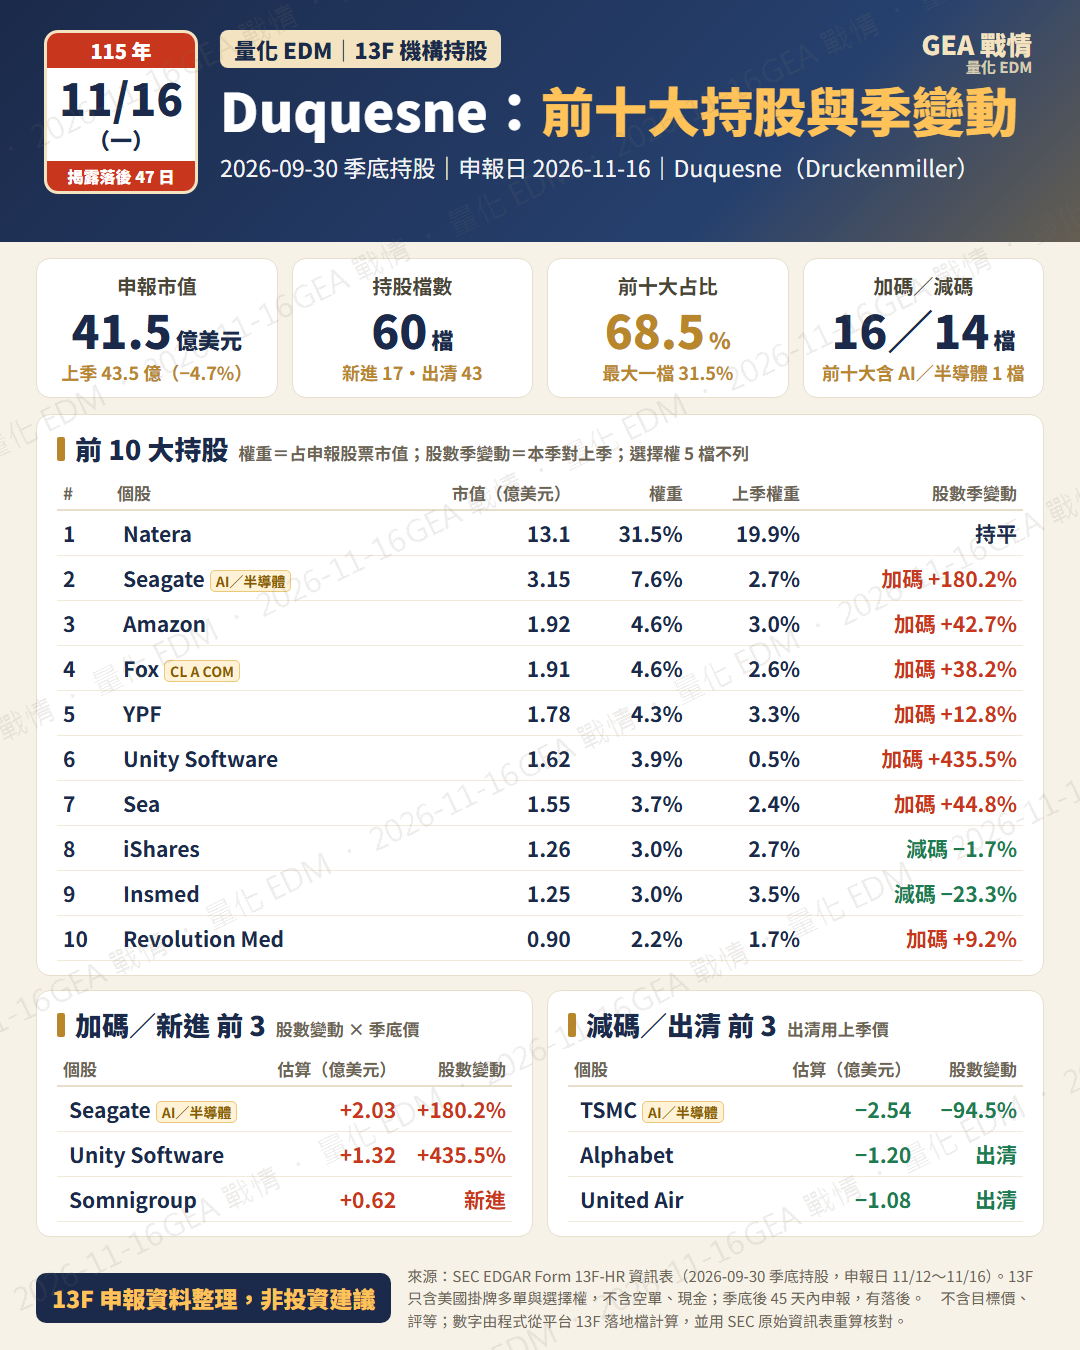 115 年
11/16
（一）
揭露落後 47 日
量化 EDM｜13F 機構持股
GEA 戰情
量化 EDM
Duquesne：前十大持股與季變動
2026-09-30 季底持股｜申報日 2026-11-16｜Duquesne（Druckenmiller）
申報市值
41.5 億美元
上季 43.5 億（−4.7%）
持股檔數
60 檔
新進 17・出清 43
前十大占比
68.5 %
最大一檔 31.5%
加碼／減碼
16／14 檔
前十大含 AI／半導體 1 檔
前 10 大持股 權重＝占申報股票市值；股數季變動＝本季對上季；選擇權 5 檔不列
# 個股 市值（億美元） 權重 上季權重 股數季變動
1 Natera 13.1 31.5% 19.9% 持平
2 Seagate AI／半導體 3.15 7.6% 2.7% 加碼 +180.2%
3 Amazon 1.92 4.6% 3.0% 加碼 +42.7%
4 Fox CL A COM 1.91 4.6% 2.6% 加碼 +38.2%
5 YPF 1.78 4.3% 3.3% 加碼 +12.8%
6 Unity Software 1.62 3.9% 0.5% 加碼 +435.5%
7 Sea 1.55 3.7% 2.4% 加碼 +44.8%
8 iShares 1.26 3.0% 2.7% 減碼 −1.7%
9 Insmed 1.25 3.0% 3.5% 減碼 −23.3%
10 Revolution Med 0.90 2.2% 1.7% 加碼 +9.2%
加碼／新進 前 3 股數變動 × 季底價
個股 估算（億美元） 股數變動
Seagate AI／半導體 +2.03 +180.2%
Unity Software +1.32 +435.5%
Somnigroup +0.62 新進
減碼／出清 前 3 出清用上季價
個股 估算（億美元） 股數變動
TSMC AI／半導體 −2.54 −94.5%
Alphabet −1.20 出清
United Air −1.08 出清
13F 申報資料整理，非投資建議
來源：SEC EDGAR Form 13F-HR 資訊表（2026-09-30 季底持股，申報日 11/12～11/16）。13F
只含美國掛牌多單與選擇權，不含空單、現金；季底後 45 天內申報，有落後。 不含目標價、
評等；數字由程式從平台 13F 落地檔計算，並用 SEC 原始資訊表重算核對。